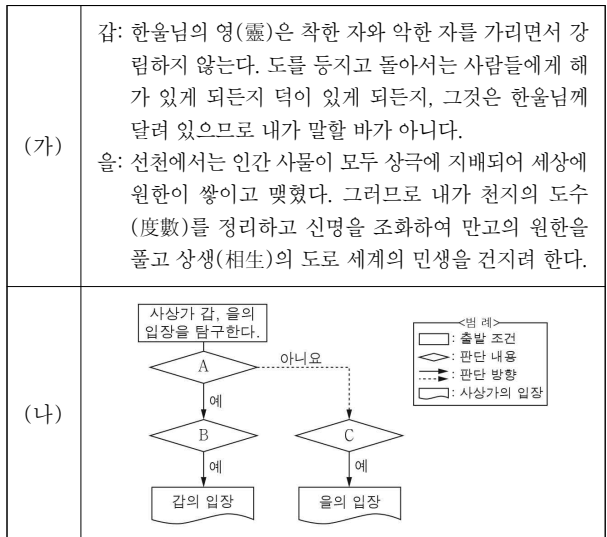 (가)
갑: 한울님의 영(靈)은 착한 자와 악한 자를 가리면서 강
림하지 않는다. 도를 등지고 돌아서는 사람들에게 해
가 있게 되든지 덕이 있게 되든지, 그것은 한울님께
달려 있으므로 내가 말할 바가 아니다.
을: 선천에서는 인간 사물이 모두 상극에 지배되어 세상에
원한이 쌓이고 맺혔다. 그러므로 내가 천지의 도수
(度數)를 정리하고 신명을 조화하여 만고의 원한을
풀고 상생(相生)의 도로 세계의 민생을 건지려 한다.
(나)
사상가 갑, 을의
입장을 탐구한다.
A
아니요
예
B
C
예
예
갑의 입장
을의 입장
<범 례>
: 출발 조건
: 판단 내용
: 판단 방향
: 사상가의 입장